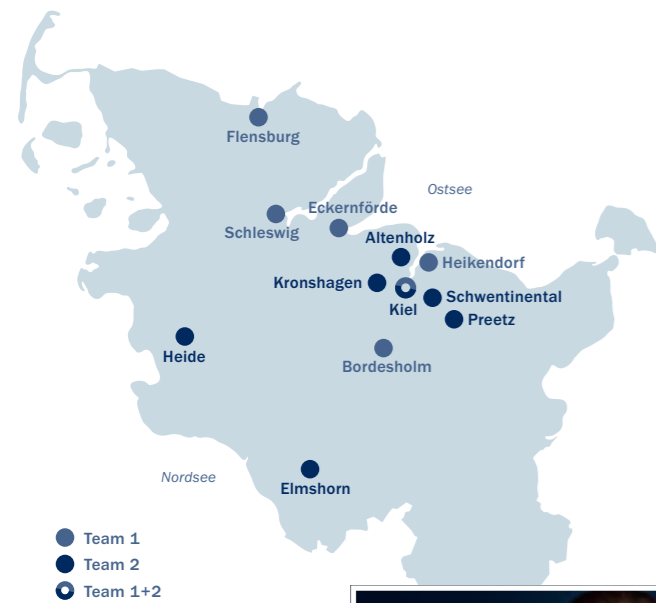 Flensburg
Ostsee
Eckernförde
Schleswig
Altenholz
Heikendorf
Kronshagen
Schwentinental
Kiel
Preetz
Heide
Bordesholm
Nordsee
Elmshorn
Team 1
Team 2
Team 1+2